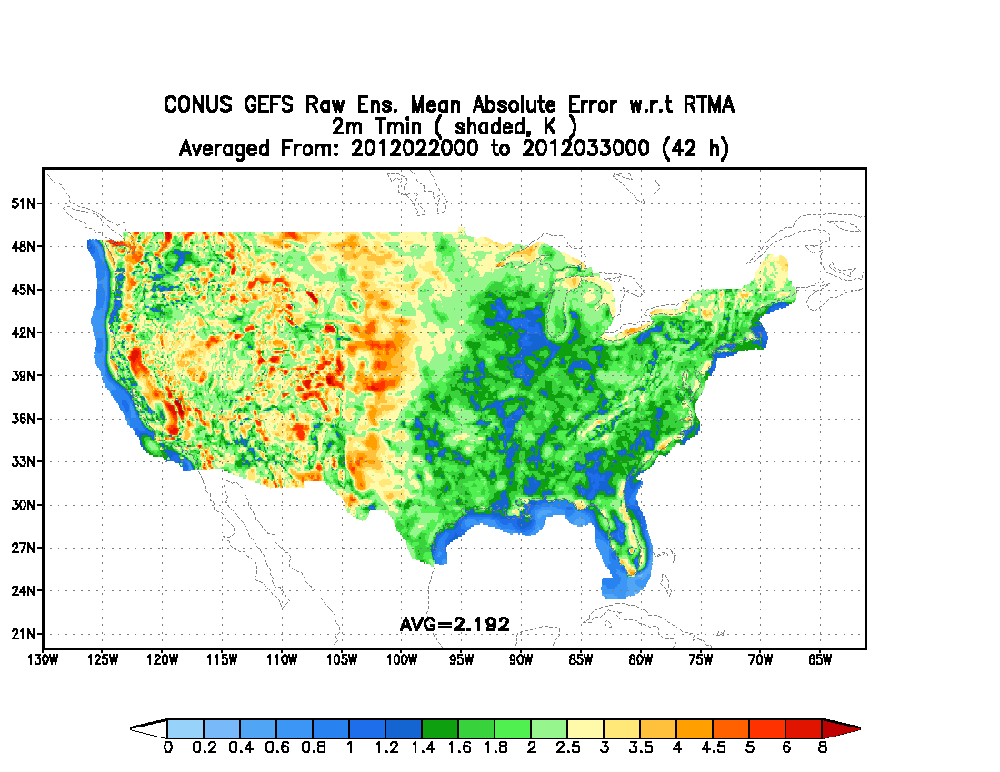 CONUS GEFS Raw Ens. Mean Absolute Error w.r.t RTMA
2m Tmin ( shaded, K )
Averaged From: 2012022000 to 2012033000 (42 h)
51N
48N
45N
42N
39N
36N
33N
30N
27N
24N
21N
AVG=2.192
130W 125W 120W 115W 110W 105W 100W 95W 90W 85W 80W 75W 70W 65W
0 0.2 0.4 0.6 0.8 1 1.2 1.4 1.6 1.8 2 2.5 3 3.5 4 4.5 5 6 8